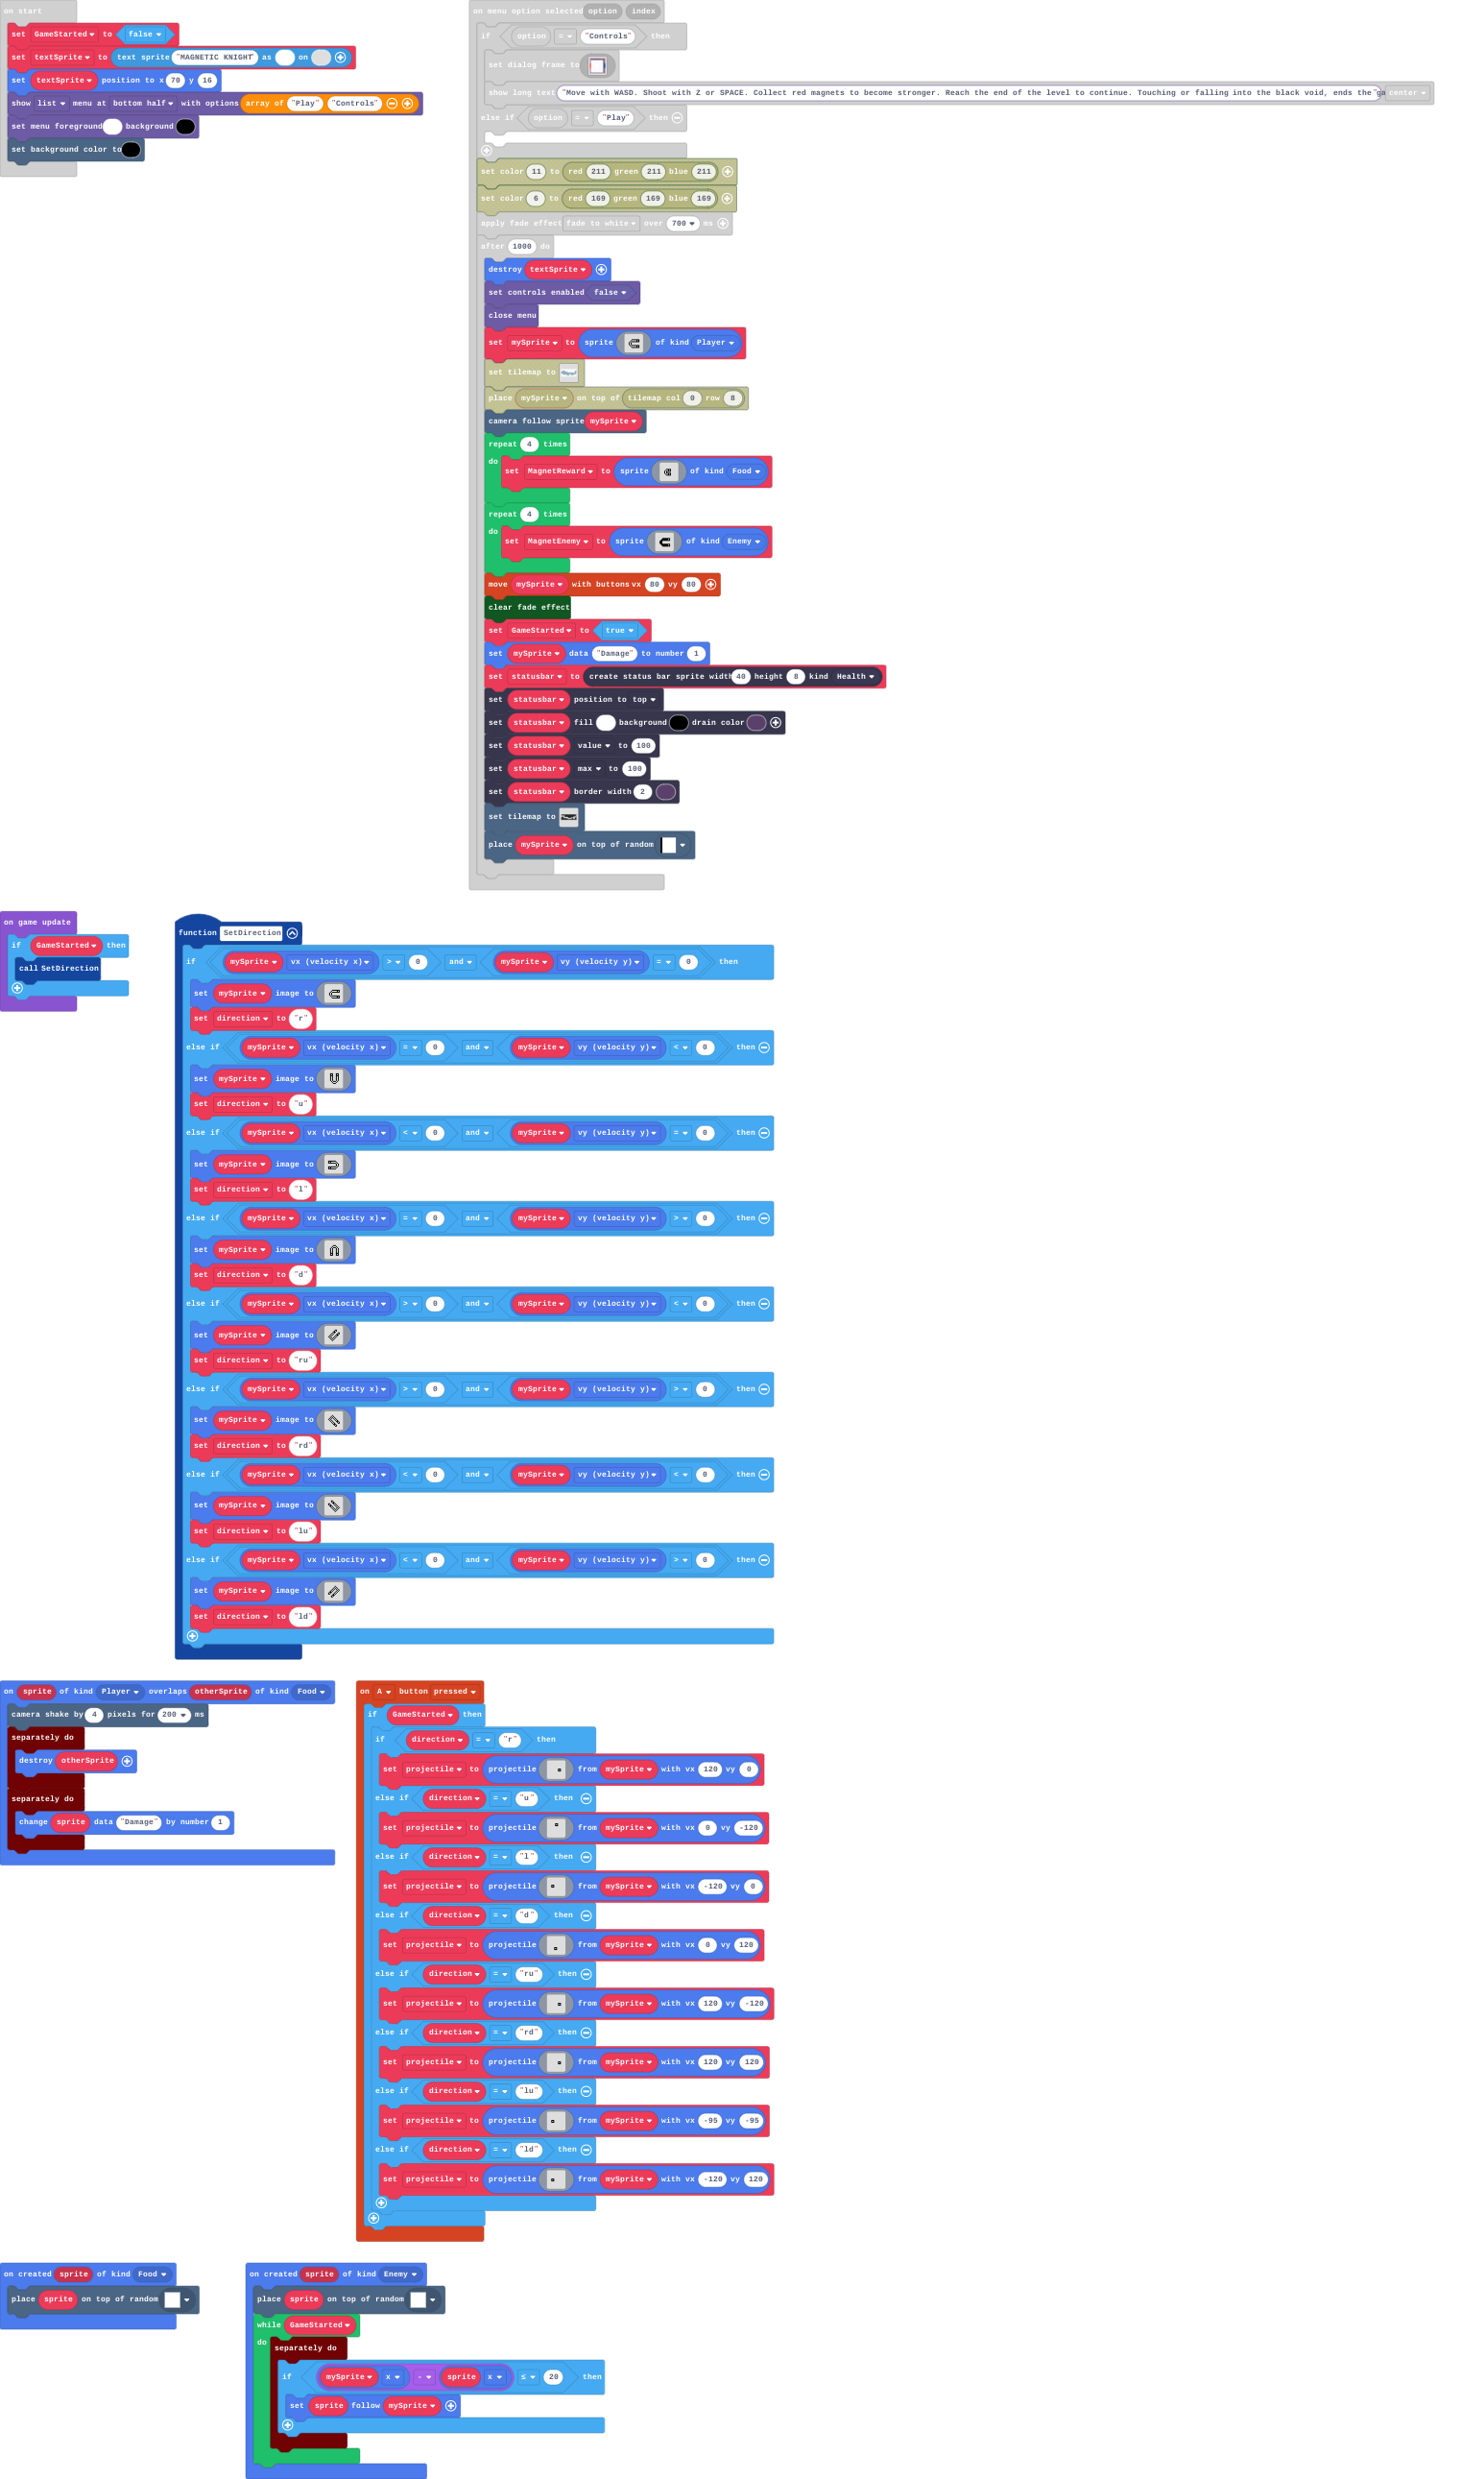 on start
set GameStarted to false
set textSprite to text sprite "MAGNETIC KNIGHT" as on
set textSprite position to x 70 y 16
show list menu at bottom half with options array of "Play" "Controls"
set menu foreground background
set background color to
on menu option selected option index
if option = "Controls" then
set dialog frame to
show long text "Move with WASD. Shoot with Z or SPACE. Collect red magnets to become stronger. Reach the end of the level to continue. Touching or falling into the black void, ends the "ga center
else if option = "Play" then
set color 11 to red 211 green 211 blue 211
set color 6 to red 169 green 169 blue 169
apply fade effect fade to white over 700 ms
after 1000 do
destroy textSprite
set controls enabled false
close menu
set mySprite to sprite of kind Player
set tilemap to
place mySprite on top of tilemap col 0 row 8
camera follow sprite mySprite
repeat 4 times
do set MagnetReward to sprite of kind Food
repeat 4 times
do set MagnetEnemy to sprite of kind Enemy
move mySprite with buttons vx 80 vy 80
clear fade effect
set GameStarted to true
set mySprite data "Damage" to number 1
set statusbar to create status bar sprite width 40 height 8 kind Health
set statusbar position to top
set statusbar fill background drain color
set statusbar value to 100
set statusbar max to 100
set statusbar border width 2
set tilemap to
place mySprite on top of random
on game update
if GameStarted then
call SetDirection
function SetDirection
if mySprite vx (velocity x) > 0 and mySprite vy (velocity y) = 0 then
set mySprite image to
set direction to "r"
else if mySprite vx (velocity x) = 0 and mySprite vy (velocity y) < 0 then
set mySprite image to
set direction to "u"
else if mySprite vx (velocity x) < 0 and mySprite vy (velocity y) = 0 then
set mySprite image to
set direction to "l"
else if mySprite vx (velocity x) = 0 and mySprite vy (velocity y) > 0 then
set mySprite image to
set direction to "d"
else if mySprite vx (velocity x) > 0 and mySprite vy (velocity y) < 0 then
set mySprite image to
set direction to "ru"
else if mySprite vx (velocity x) > 0 and mySprite vy (velocity y) > 0 then
set mySprite image to
set direction to "rd"
else if mySprite vx (velocity x) < 0 and mySprite vy (velocity y) < 0 then
set mySprite image to
set direction to "lu"
else if mySprite vx (velocity x) < 0 and mySprite vy (velocity y) > 0 then
set mySprite image to
set direction to "ld"
on sprite of kind Player overlaps otherSprite of kind Food
camera shake by 4 pixels for 200 ms
separately do
destroy otherSprite
separately do
change sprite data "Damage" by number 1
on A button pressed
if GameStarted then
if direction = "r" then
set projectile to projectile from mySprite with vx 120 vy 0
else if direction = "u" then
set projectile to projectile from mySprite with vx 0 vy -120
else if direction = "l" then
set projectile to projectile from mySprite with vx -120 vy 0
else if direction = "d" then
set projectile to projectile from mySprite with vx 0 vy 120
else if direction = "ru" then
set projectile to projectile from mySprite with vx 120 vy -120
else if direction = "rd" then
set projectile to projectile from mySprite with vx 120 vy 120
else if direction = "lu" then
set projectile to projectile from mySprite with vx -95 vy -95
else if direction = "ld" then
set projectile to projectile from mySprite with vx -120 vy 120
on created sprite of kind Food
place sprite on top of random
on created sprite of kind Enemy
place sprite on top of random
while GameStarted
do separately do
if mySprite x - sprite x ≤ 20 then
set sprite follow mySprite